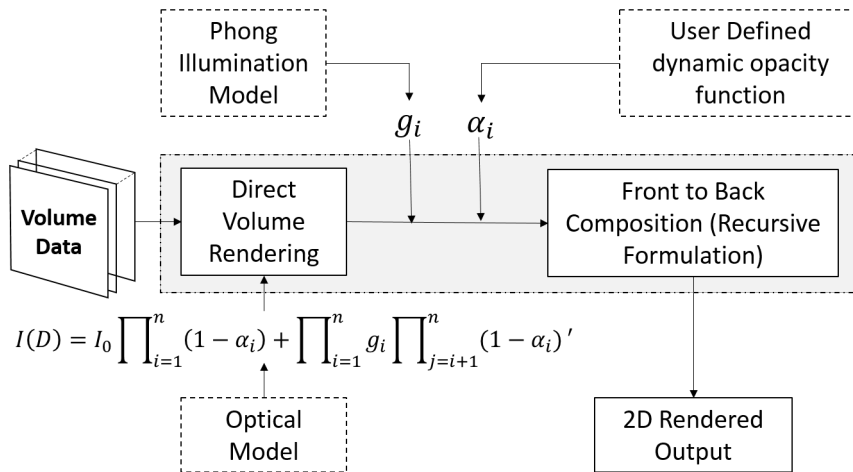 Phong
Illumination
Model
User Defined
dynamic opacity
function
g_i
α_i
Volume
Data
Direct
Volume
Rendering
Front to Back
Composition (Recursive
Formulation)
I(D) = I_0 ∏_{i=1}^{n} (1 − α_i) + ∏_{i=1}^{n} g_i ∏_{j=i+1}^{n} (1 − α_i) ′
Optical
Model
2D Rendered
Output